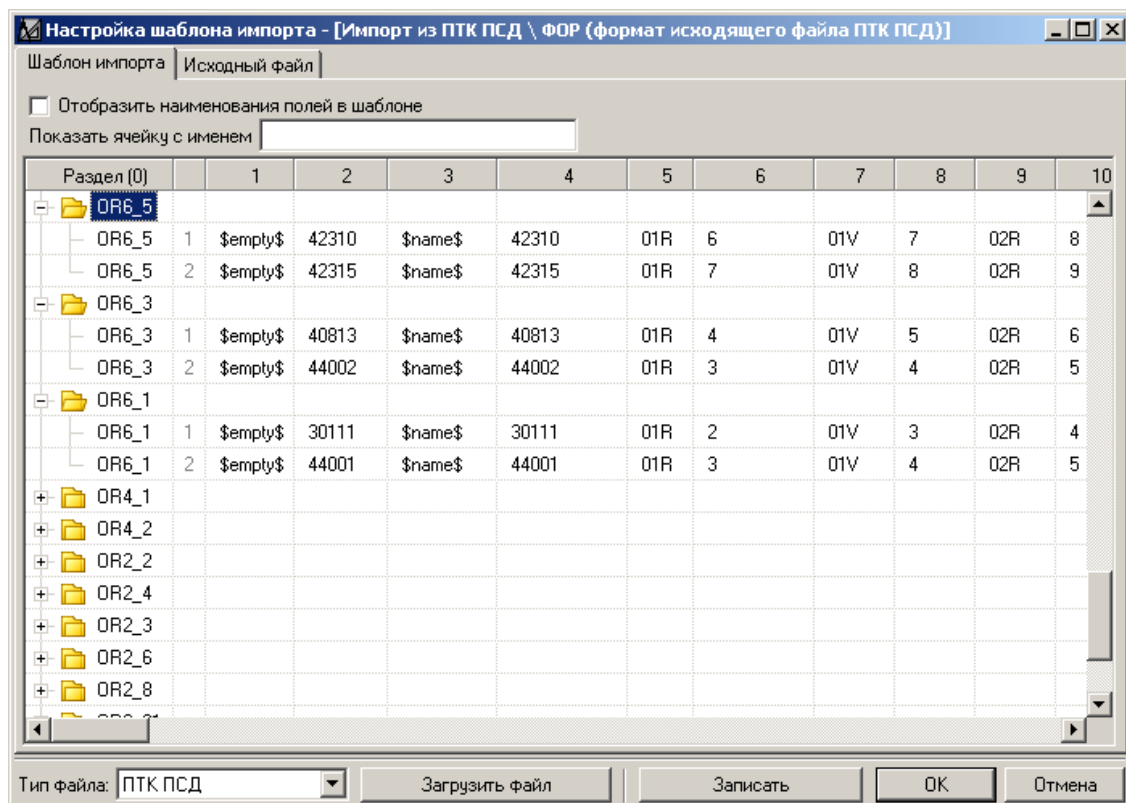 Настройка шаблона импорта - [Импорт из ПТК ПСД \ ФОР (формат исходящего файла ПТК ПСД)]
Шаблон импорта Исходный файл
Отобразить наименования полей в шаблоне
Показать ячейку с именем
Раздел (0) 1 2 3 4 5 6 7 8 9 10
OR6_5
OR6_5 1 $empty$ 42310 $name$ 42310 01R 6 01V 7 02R 8
OR6_5 2 $empty$ 42315 $name$ 42315 01R 7 01V 8 02R 9
OR6_3
OR6_3 1 $empty$ 40813 $name$ 40813 01R 4 01V 5 02R 6
OR6_3 2 $empty$ 44002 $name$ 44002 01R 3 01V 4 02R 5
OR6_1
OR6_1 1 $empty$ 30111 $name$ 30111 01R 2 01V 3 02R 4
OR6_1 2 $empty$ 44001 $name$ 44001 01R 3 01V 4 02R 5
OR4_1
OR4_2
OR2_2
OR2_4
OR2_3
OR2_6
OR2_8
Тип файла: ПТК ПСД Загрузить файл Записать OK Отмена